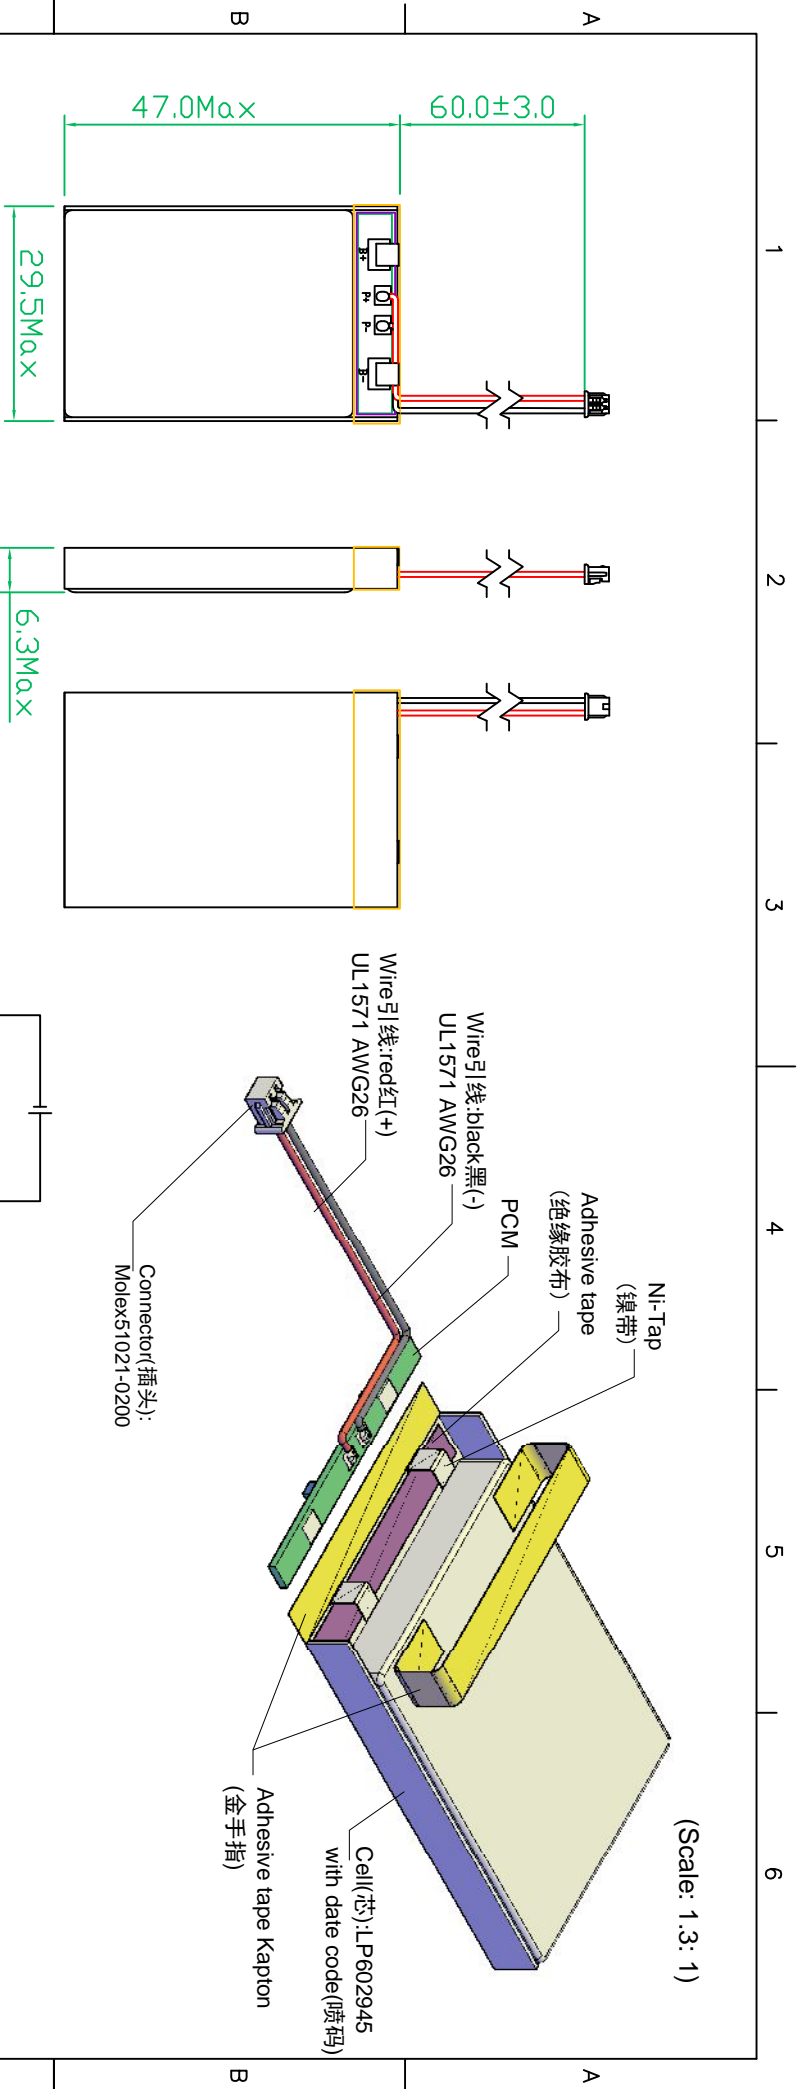 1
2
3
4
5
6
A
B
A
B
47.0Max
60.0±3.0
29.5Max
6.3Max
B+
P+
P-
B-
(Scale: 1.3: 1)
Ni-Tap
(镍带)
Adhesive tape
(绝缘胶布)
PCM
Wire引线:black黑(-)
UL1571 AWG26
Wire引线:red红(+)
UL1571 AWG26
Connector(插头):
Molex51021-0200
Adhesive tape Kapton
(金手指)
Cell(芯):LP602945
with date code(喷码)